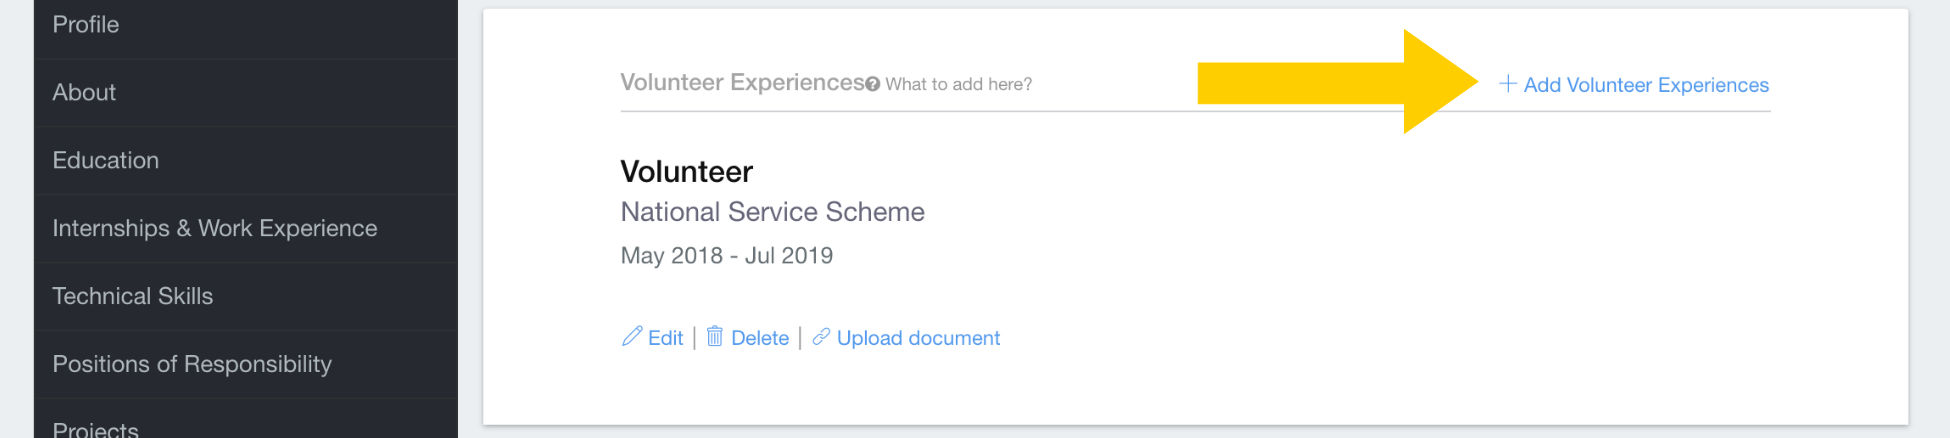 Profile
About
Education
Internships & Work Experience
Technical Skills
Positions of Responsibility
Projects
Volunteer Experiences ? What to add here?
+ Add Volunteer Experiences
Volunteer
National Service Scheme
May 2018 - Jul 2019
Edit | Delete | Upload document